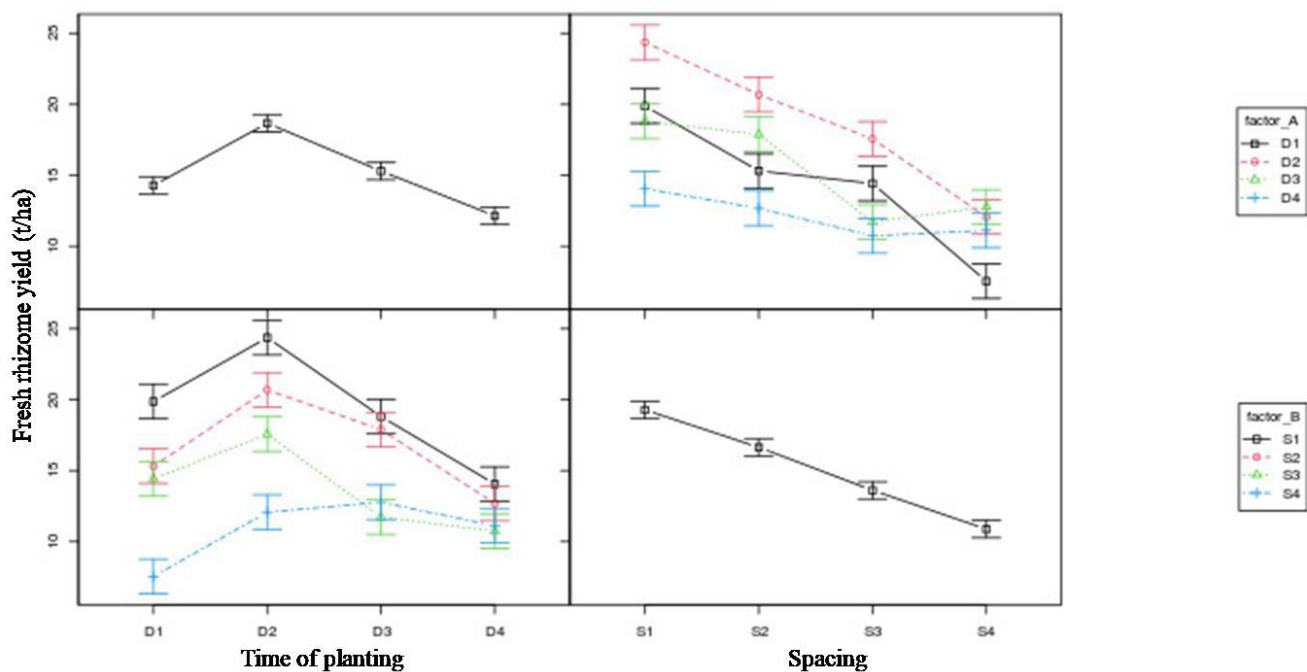 Fresh rhizome yield (t/ha)
25
20
15
10
factor_A
D1
D2
D3
D4
25
20
15
10
factor_B
S1
S2
S3
S4
D1 D2 D3 D4 S1 S2 S3 S4
Time of planting Spacing